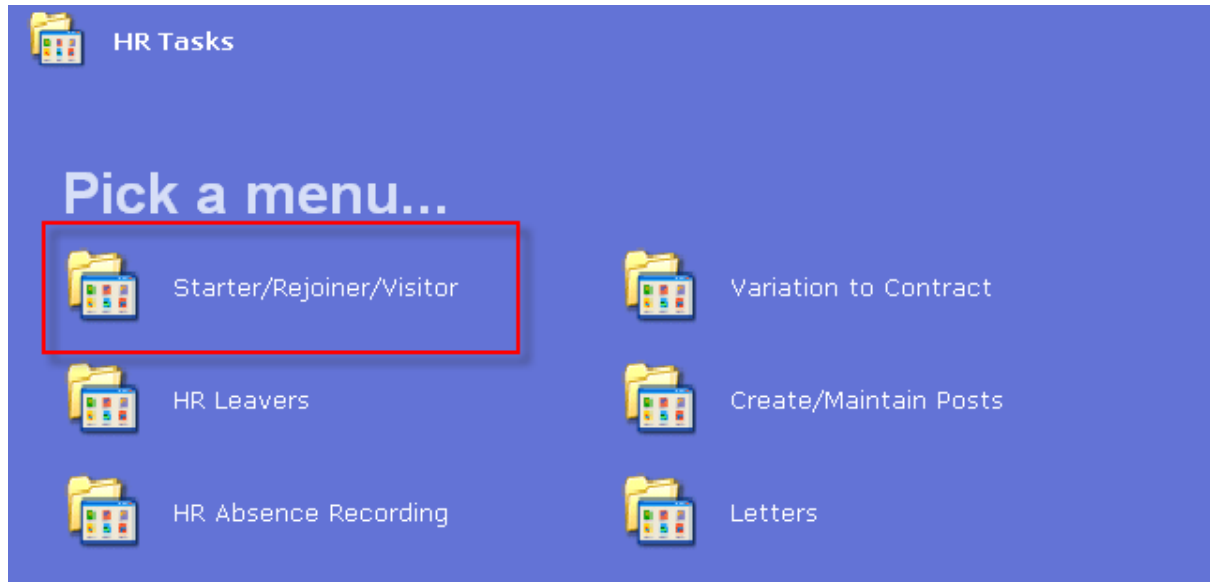 HR Tasks
Pick a menu...
Starter/Rejoiner/Visitor
Variation to Contract
HR Leavers
Create/Maintain Posts
HR Absence Recording
Letters